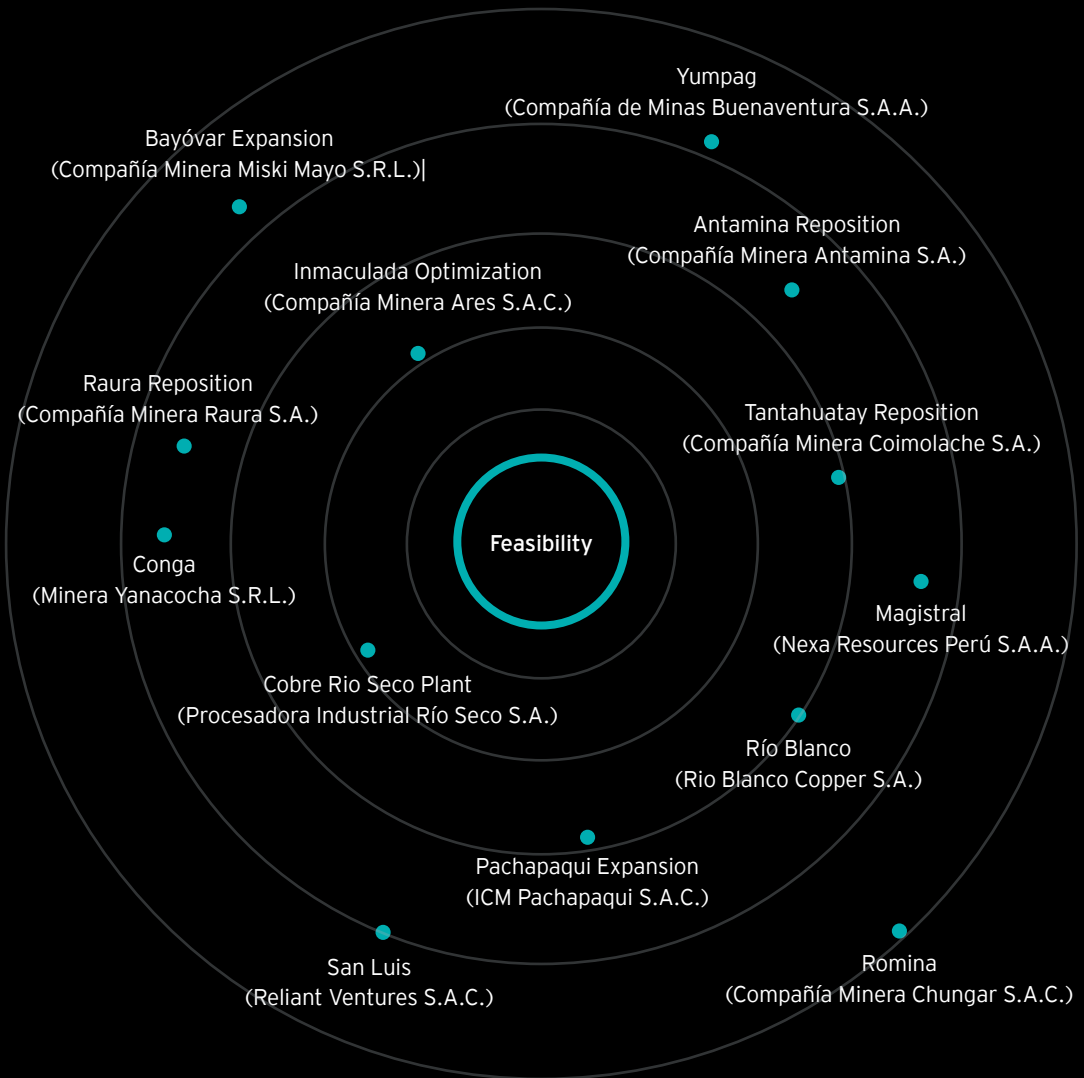 Yumpag
(Compañía de Minas Buenaventura S.A.A.)
Bayóvar Expansion
(Compañía Minera Miski Mayo S.R.L.)|
Antamina Reposition
(Compañía Minera Antamina S.A.)
Inmaculada Optimization
(Compañía Minera Ares S.A.C.)
Raura Reposition
(Compañía Minera Raura S.A.)
Tantahuatay Reposition
(Compañía Minera Coimolache S.A.)
Feasibility
Conga
(Minera Yanacocha S.R.L.)
Magistral
(Nexa Resources Perú S.A.A.)
Cobre Rio Seco Plant
(Procesadora Industrial Río Seco S.A.)
Río Blanco
(Rio Blanco Copper S.A.)
Pachapaqui Expansion
(ICM Pachapaqui S.A.C.)
San Luis
(Reliant Ventures S.A.C.)
Romina
(Compañía Minera Chungar S.A.C.)